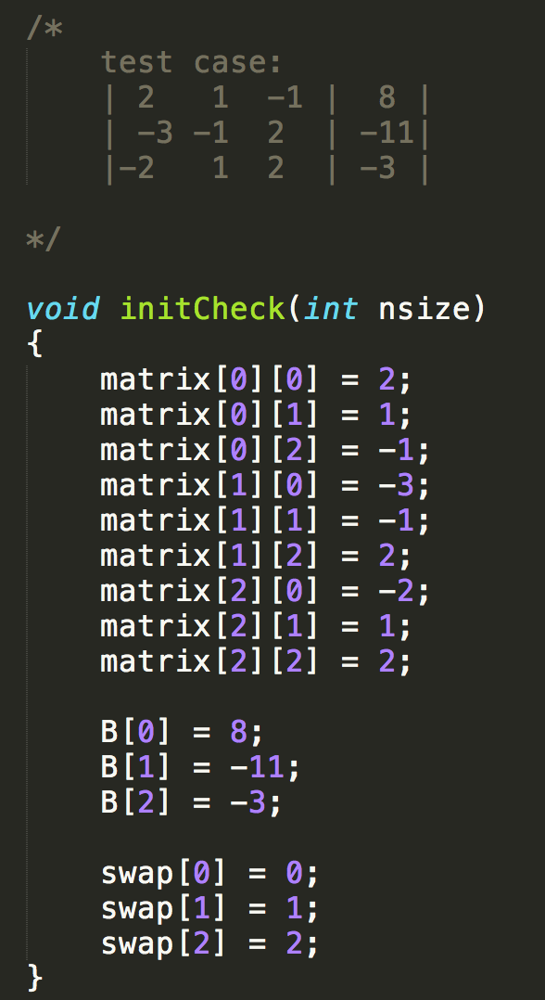 /*
    test case:
    | 2   1  −1 |  8 |
    | −3 −1  2  | −11|
    |−2   1  2  | −3 |

*/

void initCheck(int nsize)
{
    matrix[0][0] = 2;
    matrix[0][1] = 1;
    matrix[0][2] = −1;
    matrix[1][0] = −3;
    matrix[1][1] = −1;
    matrix[1][2] = 2;
    matrix[2][0] = −2;
    matrix[2][1] = 1;
    matrix[2][2] = 2;

    B[0] = 8;
    B[1] = −11;
    B[2] = −3;

    swap[0] = 0;
    swap[1] = 1;
    swap[2] = 2;
}